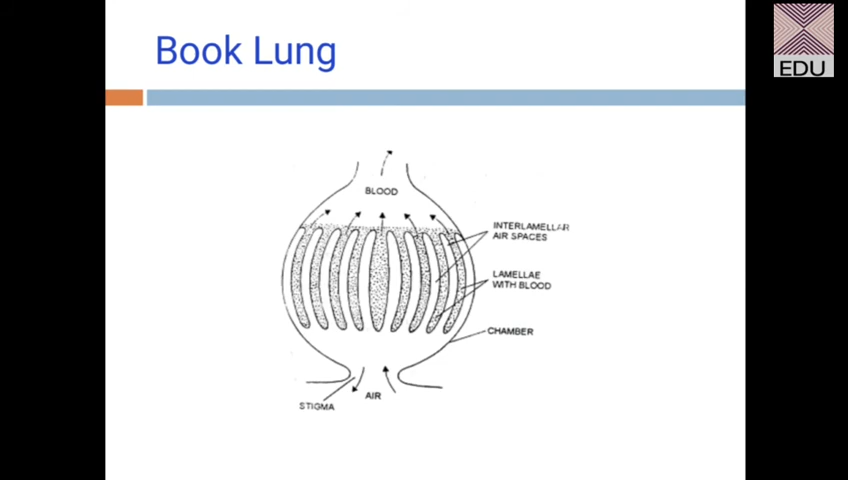 Book Lung
EDU
BLOOD
INTERLAMELLAR
AIR SPACES
LAMELLAE
WITH BLOOD
CHAMBER
AIR
STIGMA